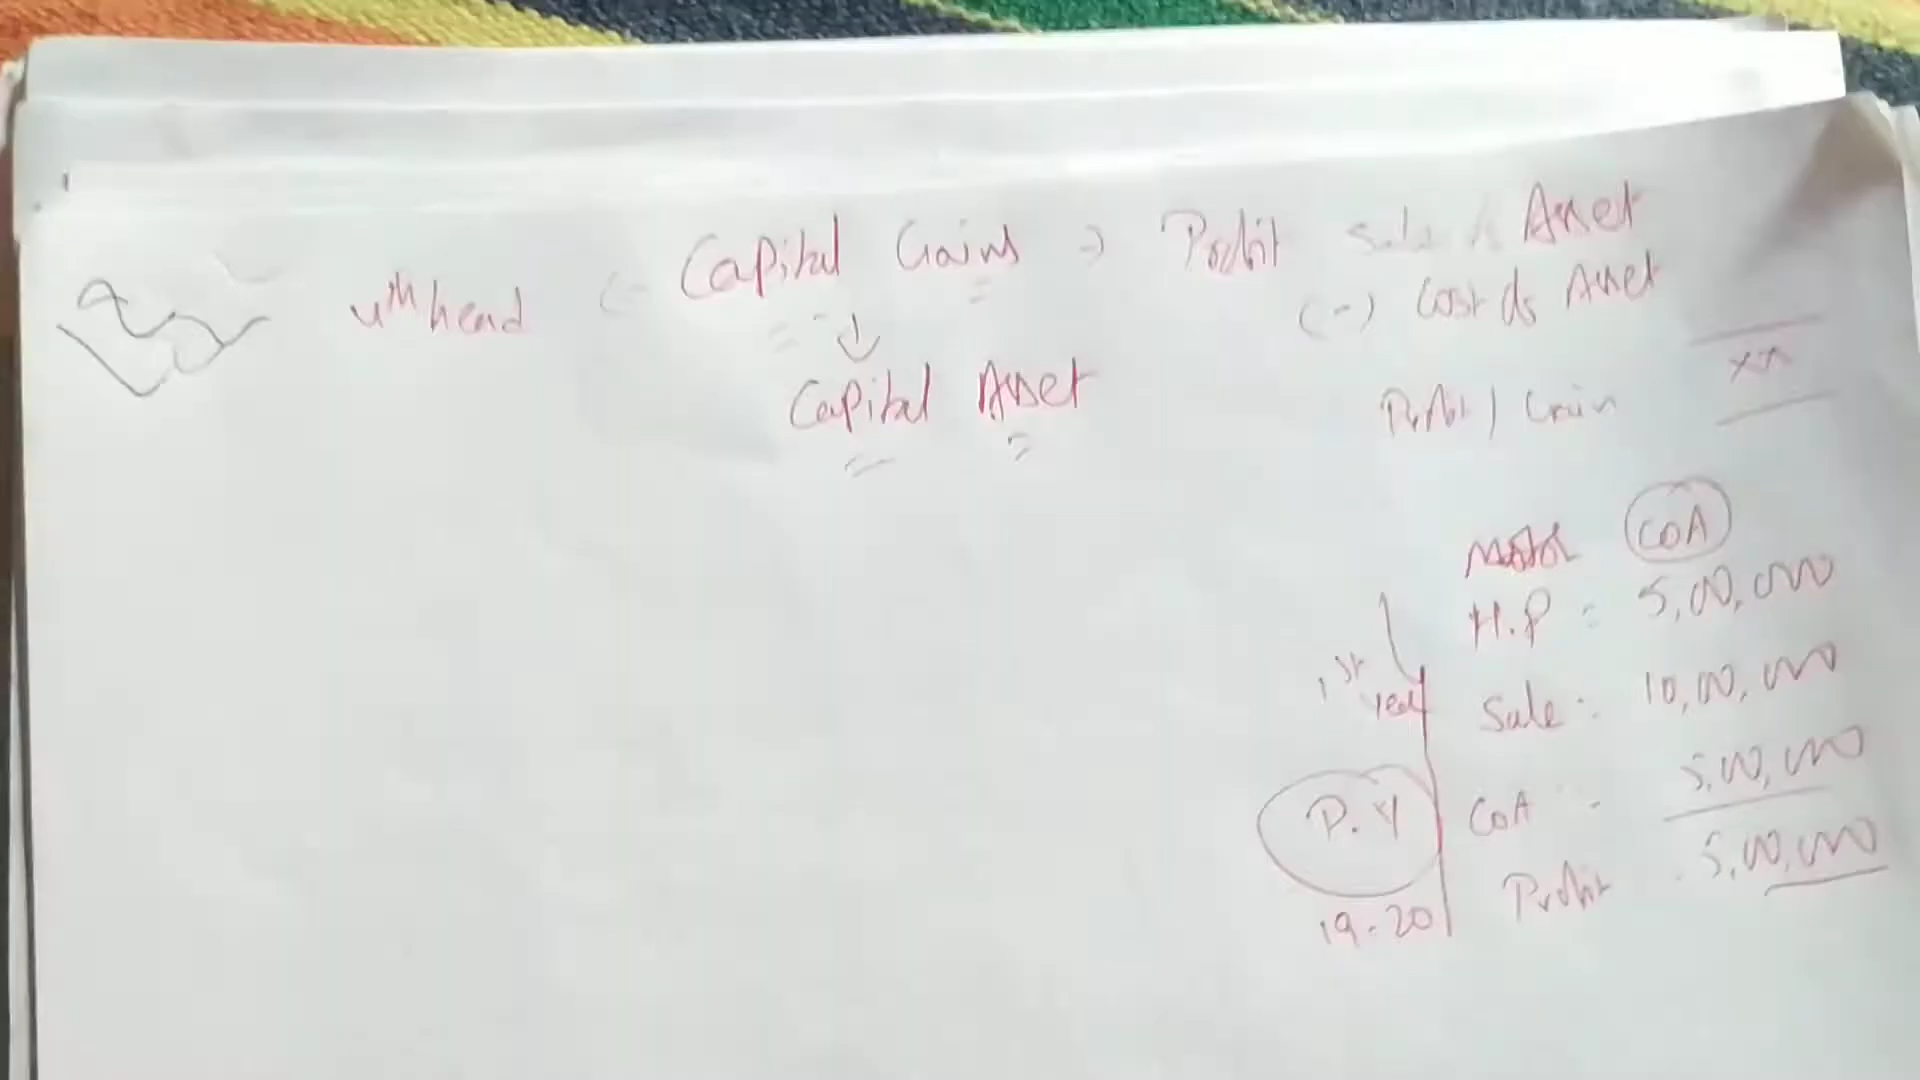 4th head Capital Gains => Profit Sale of Asset
(-) Cost of Asset
Capital Asset
Profit / Gain xx
COA
H.P = 5,00,000
1st year
Sale - 10,00,000
COA - 5,00,000
P.Y
Profit - 5,00,000
19-20